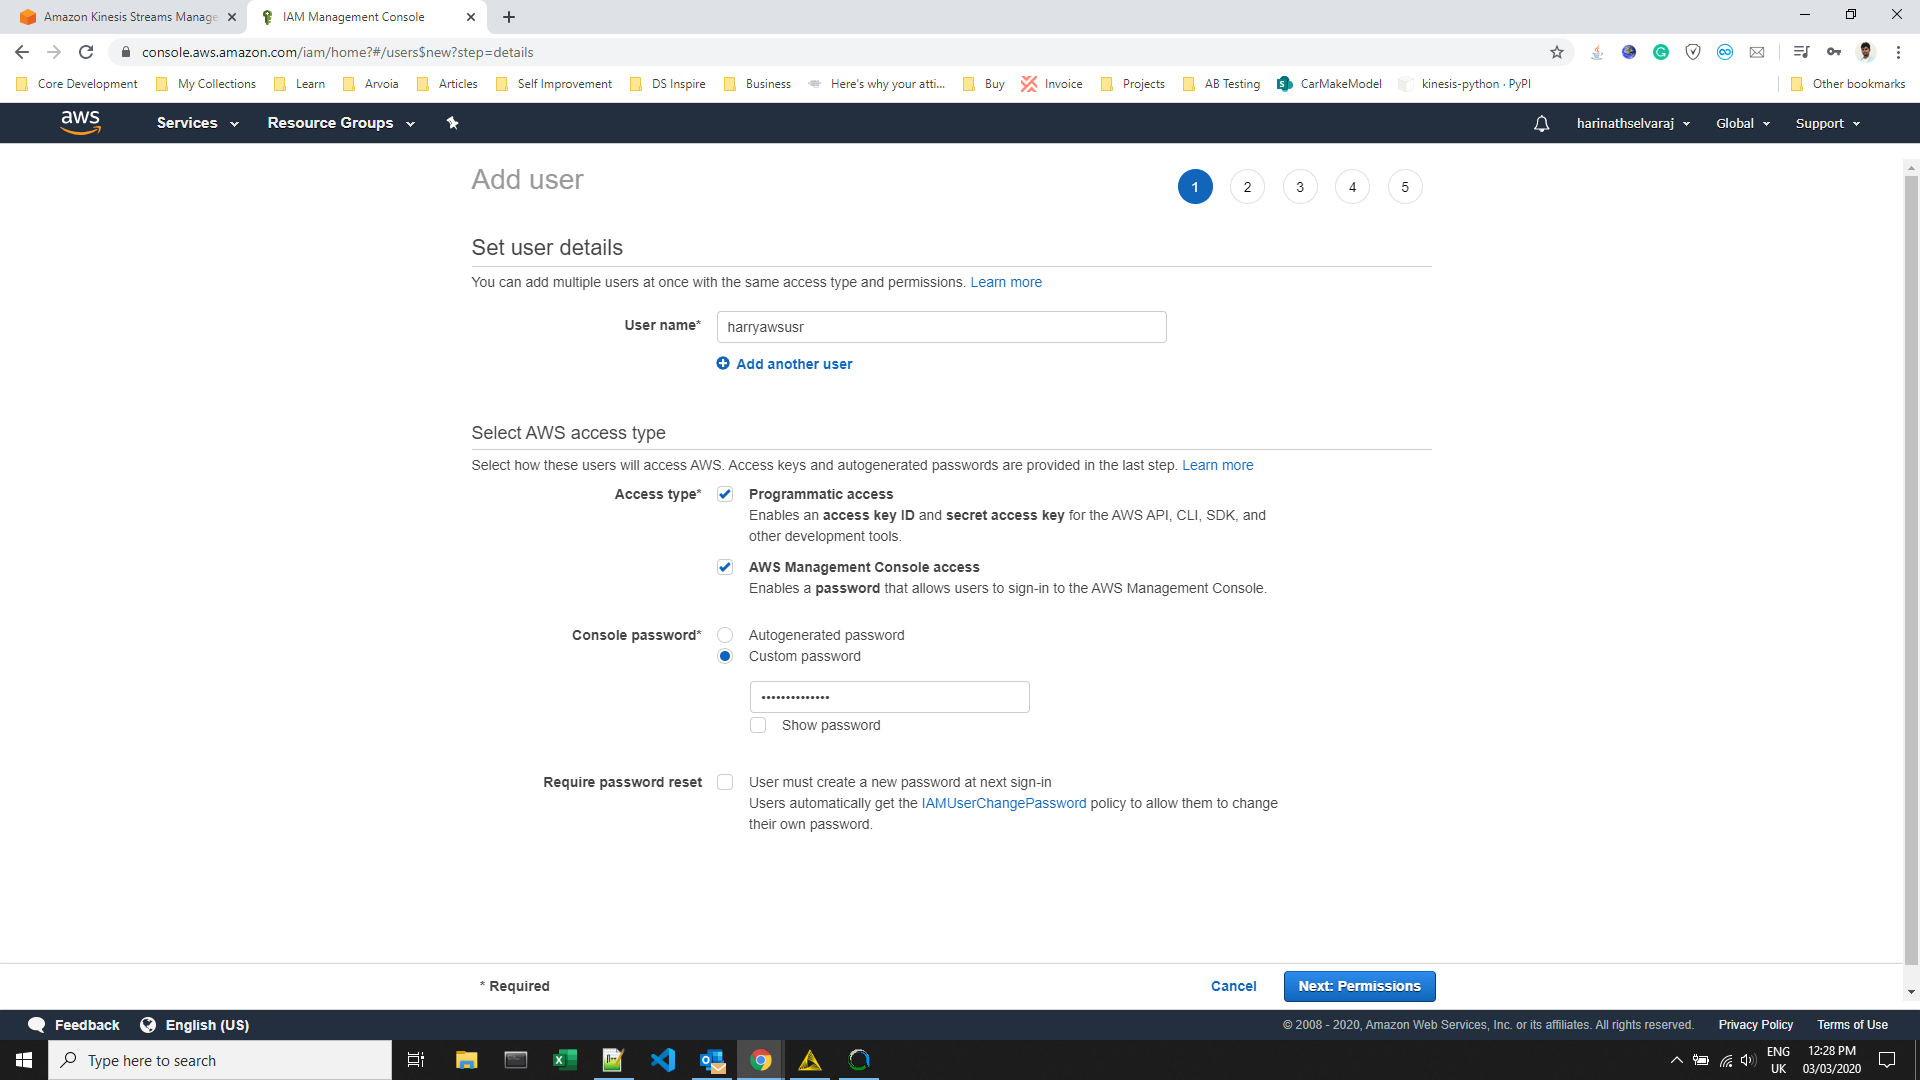 Amazon Kinesis Streams Manage
IAM Management Console
console.aws.amazon.com/iam/home?#/users$new?step=details
Core Development
My Collections
Learn
Arvoia
Articles
Self Improvement
DS Inspire
Business
Here's why your atti...
Buy
Invoice
Projects
AB Testing
CarMakeModel
kinesis-python · PyPI
Other bookmarks
aws
Services
Resource Groups
harinathselvaraj
Global
Support
Add user
1
2
3
4
5
Set user details
You can add multiple users at once with the same access type and permissions. Learn more
User name*
harryawsusr
Add another user
Select AWS access type
Select how these users will access AWS. Access keys and autogenerated passwords are provided in the last step. Learn more
Access type*
Programmatic access
Enables an access key ID and secret access key for the AWS API, CLI, SDK, and
other development tools.
AWS Management Console access
Enables a password that allows users to sign-in to the AWS Management Console.
Console password*
Autogenerated password
Custom password
••••••••••••••
Show password
Require password reset
User must create a new password at next sign-in
Users automatically get the IAMUserChangePassword policy to allow them to change
their own password.
* Required
Cancel
Next: Permissions
Feedback
English (US)
© 2008 - 2020, Amazon Web Services, Inc. or its affiliates. All rights reserved.
Privacy Policy
Terms of Use
Type here to search
ENG
UK
12:28 PM
03/03/2020